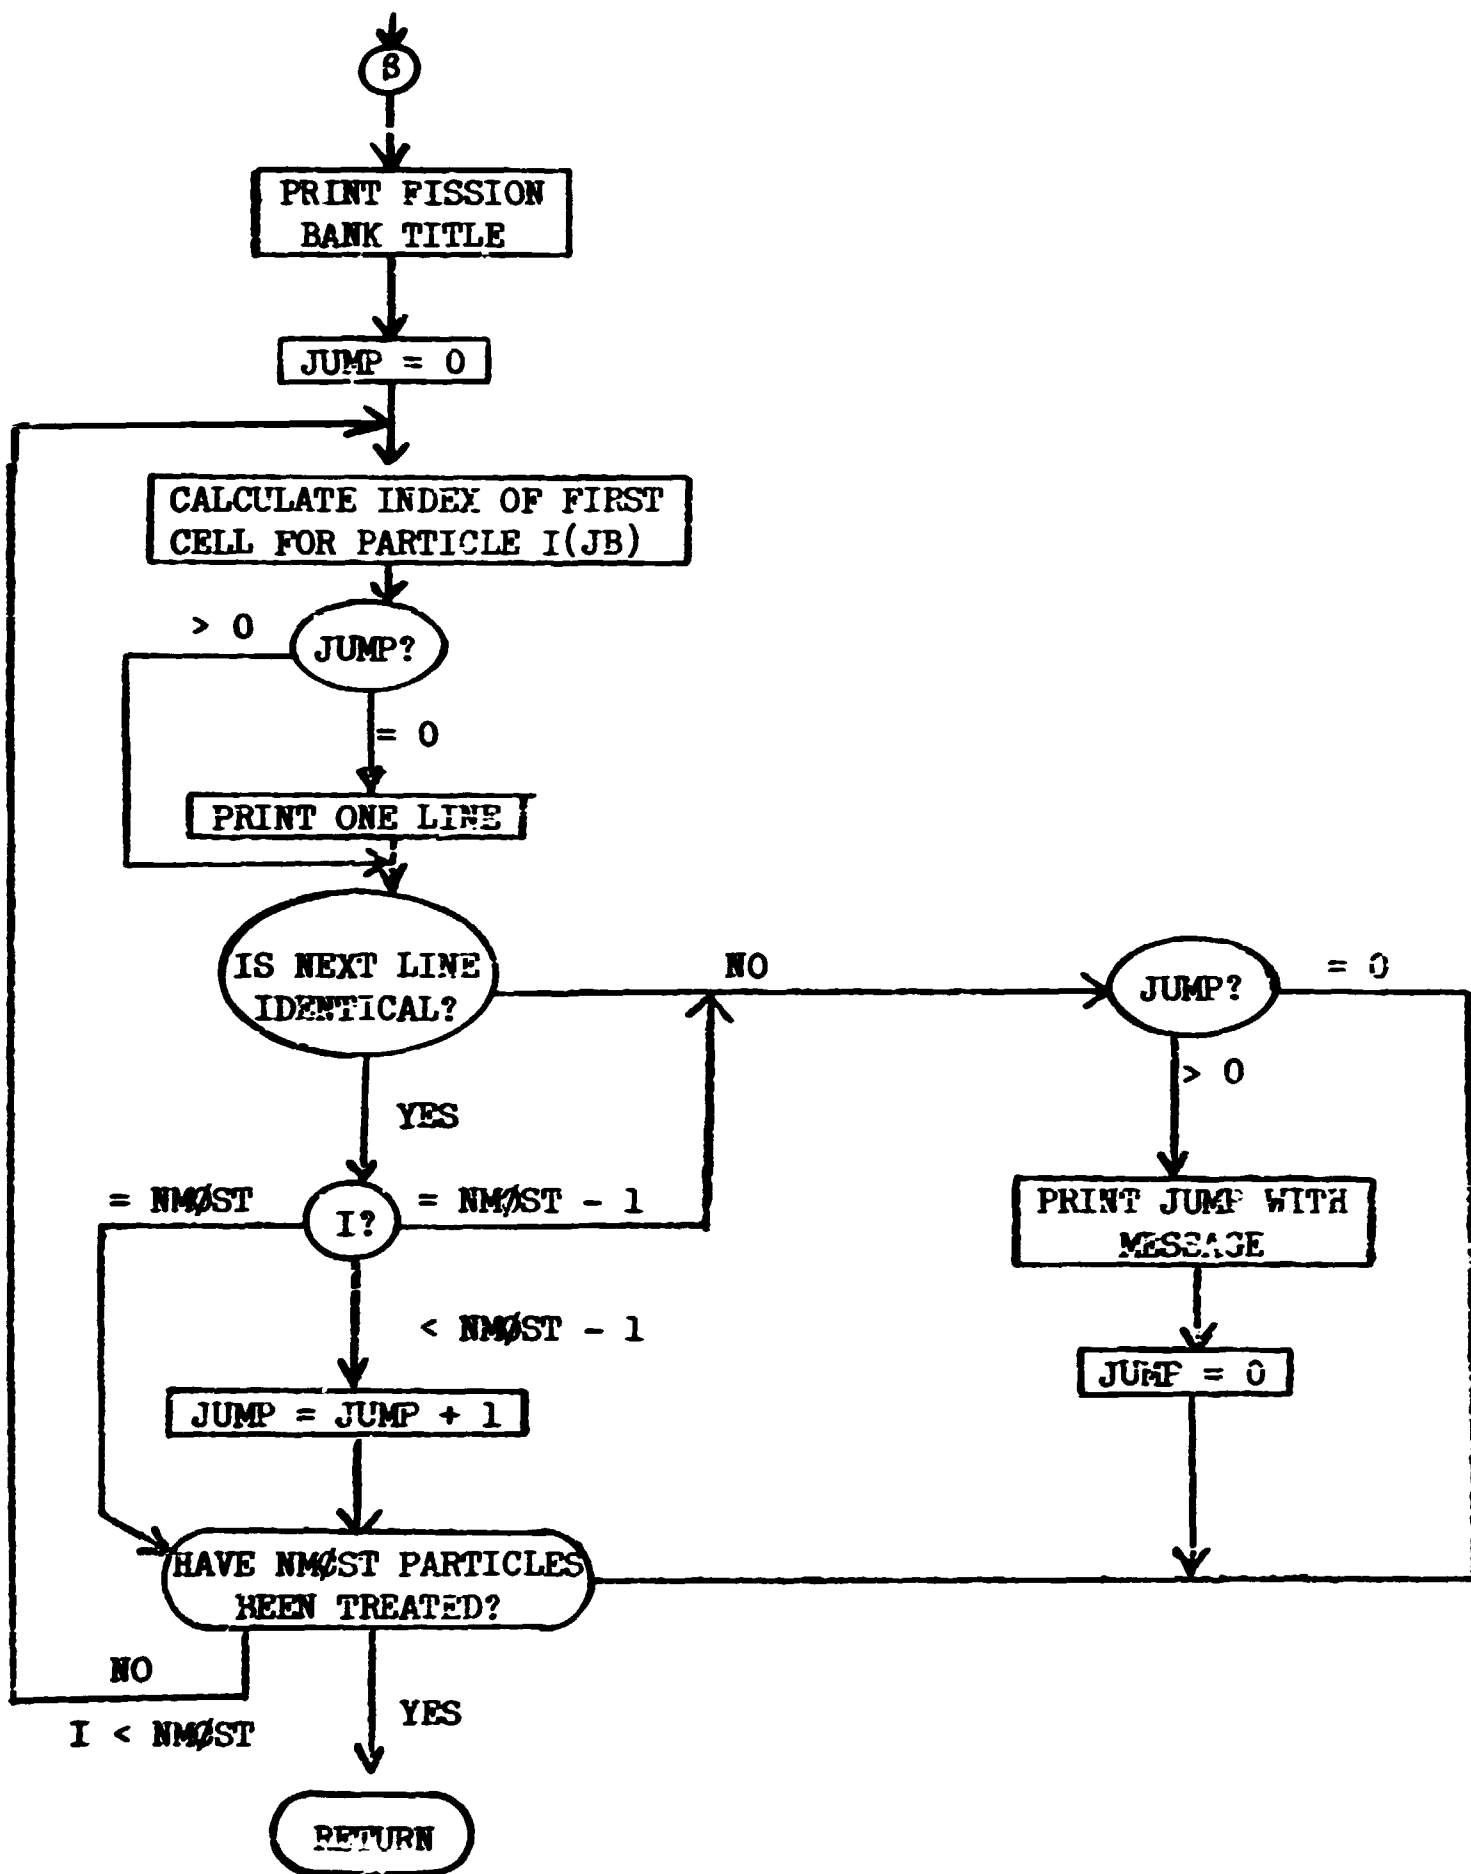 β
PRINT FISSION
BANK TITLE
JUMP = 0
CALCULATE INDEX OF FIRST
CELL FOR PARTICLE I(JB)
> 0
JUMP?
= 0
PRINT ONE LINE
IS NEXT LINE
IDENTICAL?
NO
JUMP?
= 0
> 0
YES
= NMØST
I?
= NMØST - 1
PRINT JUMP WITH
MESSAGE
< NMØST - 1
JUMP = 0
JUMP = JUMP + 1
HAVE NMØST PARTICLES
BEEN TREATED?
NO
YES
I < NMØST
RETURN